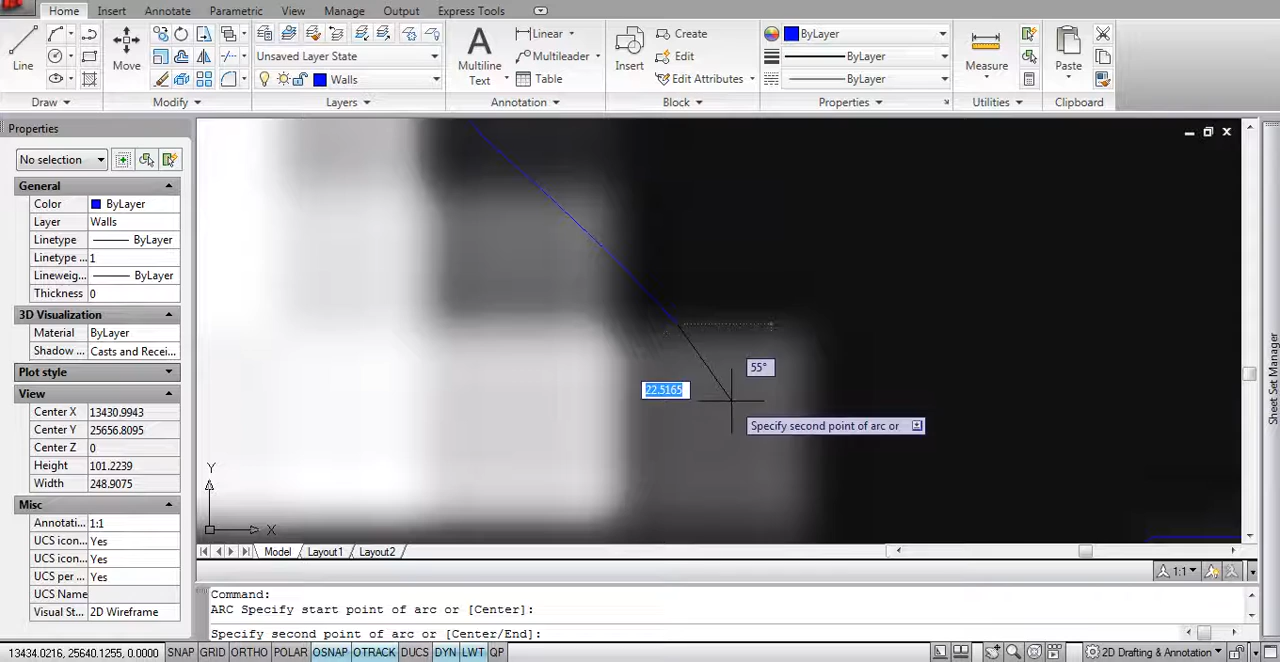 Home Insert Annotate Parametric View Manage Output Express Tools
Line Move Unsaved Layer State Walls Multiline Text Linear Multileader Table Insert Create Edit Edit Attributes ByLayer ByLayer ByLayer Measure Paste
Draw Modify Layers Annotation Block Properties Utilities Clipboard
Properties
No selection
General
Color ByLayer
Layer Walls
Linetype ByLayer
Linetype ... 1
Lineweig... ByLayer
Thickness 0
3D Visualization
Material ByLayer
Shadow ... Casts and Recei...
Plot style
View
Center X 13430.9943
Center Y 25656.8095
Center Z 0
Height 101.2239
Width 248.9075
Misc
Annotati... 1:1
UCS icon... Yes
UCS icon... Yes
UCS per ... Yes
UCS Name
Visual St... 2D Wireframe
55°
22.5165
Specify second point of arc or
Y
X
Model Layout1 Layout2
1:1
Command:
ARC Specify start point of arc or [Center]:
Specify second point of arc or [Center/End]:
13434.0216, 25640.1255, 0.0000 SNAP GRID ORTHO POLAR OSNAP OTRACK DUCS DYN LWT QP 2D Drafting & Annotation
Sheet Set Manager